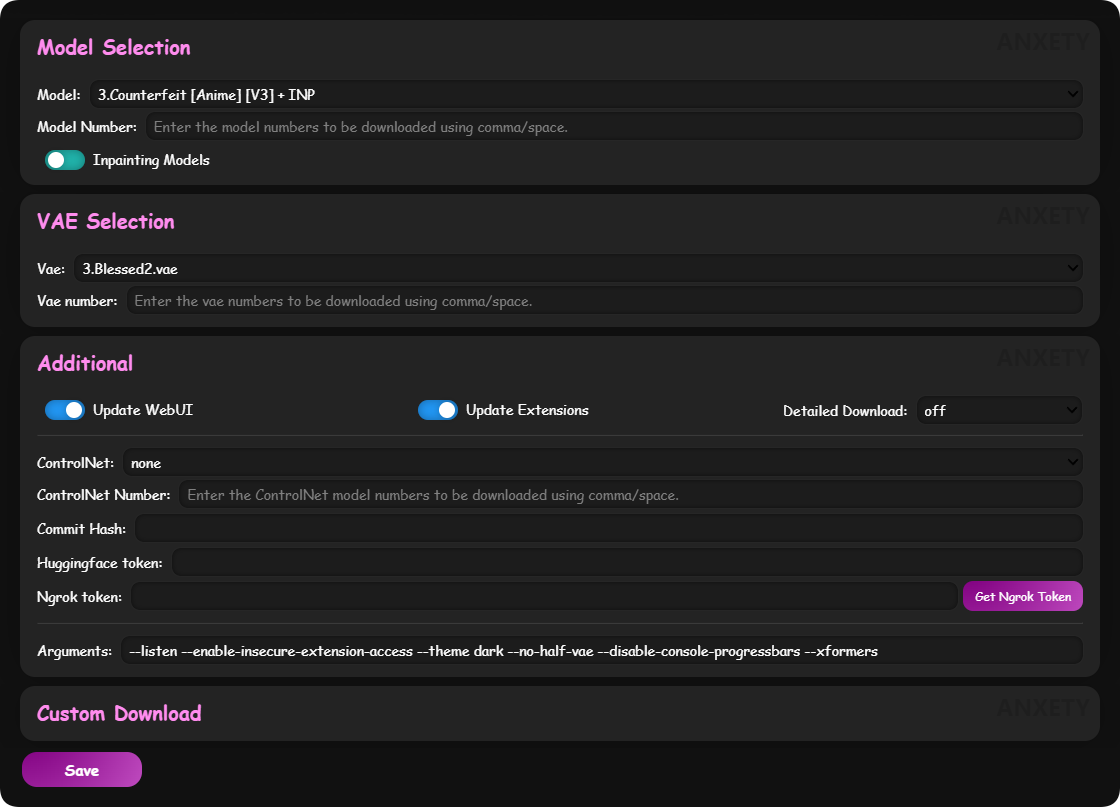 Model Selection
ANXETY
Model: 3.Counterfeit [Anime] [V3] + INP
Model Number: Enter the model numbers to be downloaded using comma/space.
Inpainting Models
VAE Selection
ANXETY
Vae: 3.Blessed2.vae
Vae number: Enter the vae numbers to be downloaded using comma/space.
Additional
ANXETY
Update WebUI Update Extensions Detailed Download: off
ControlNet: none
ControlNet Number: Enter the ControlNet model numbers to be downloaded using comma/space.
Commit Hash:
Huggingface token:
Ngrok token: Get Ngrok Token
Arguments: --listen --enable-insecure-extension-access --theme dark --no-half-vae --disable-console-progressbars --xformers
Custom Download
ANXETY
Save